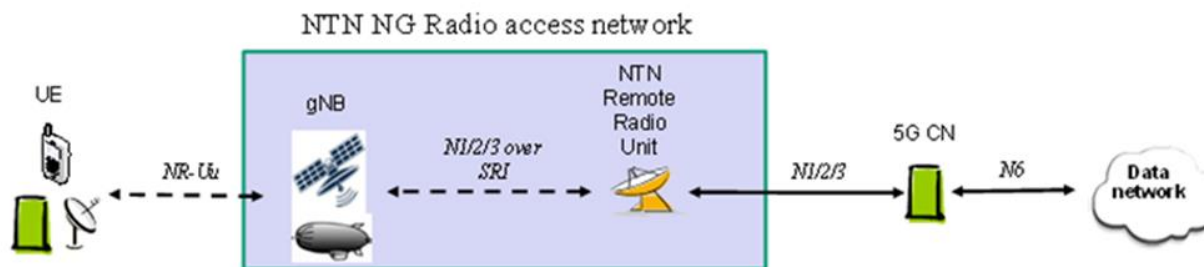 NTN NG Radio access network
UE
NR-Uu
gNB
N1/2/3 over
SRI
NTN
Remote
Radio
Unit
N1/2/3
5G CN
N6
Data
network